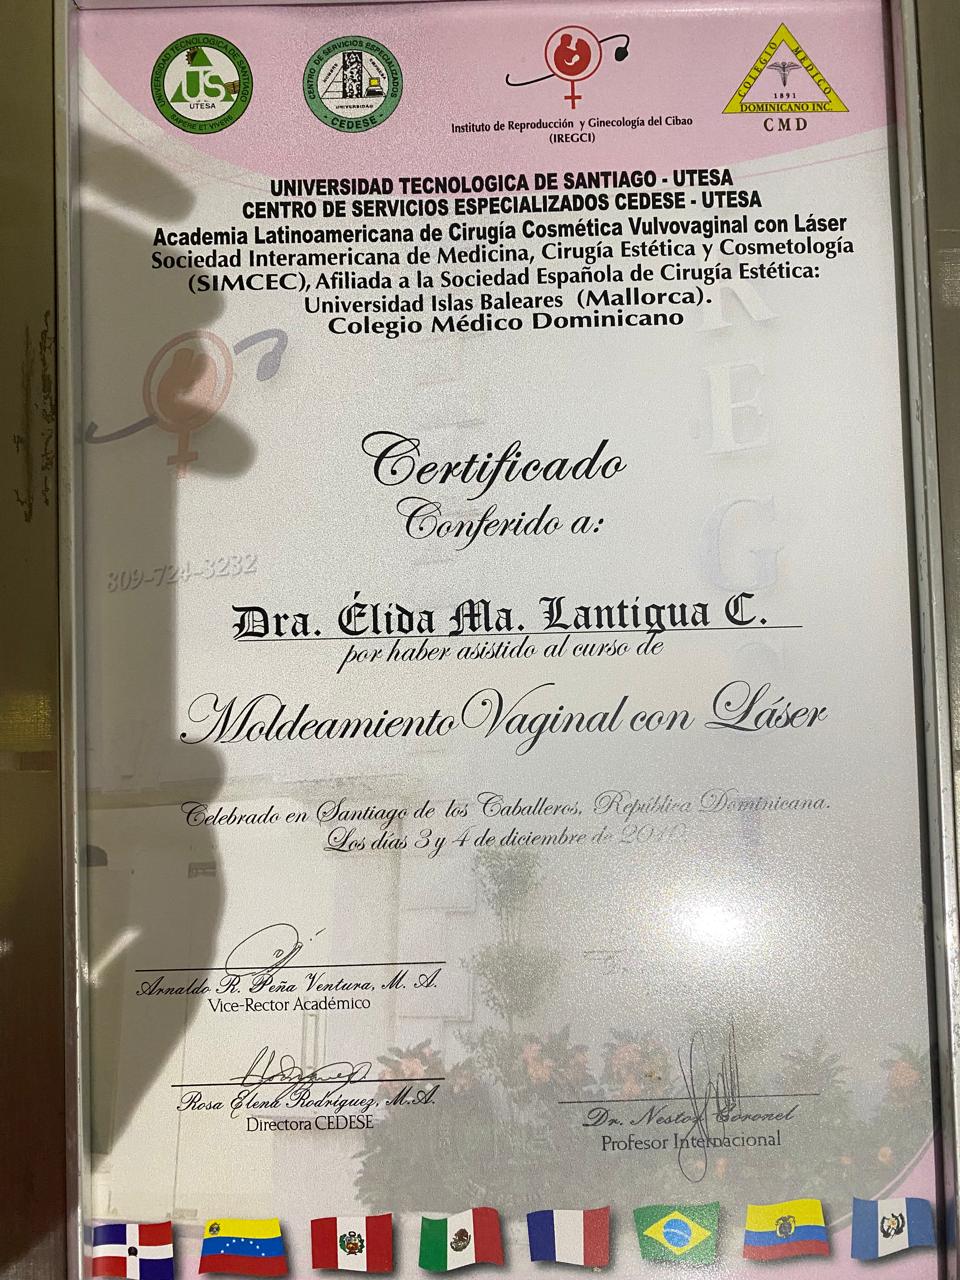 UNIVERSIDAD TECNOLOGICA DE SANTIAGO
UTS
UTESA
SAPERE ET VIVERE
CENTRO DE SERVICIOS ESPECIALIZADOS
UNIVERSIDAD
CEDESE
Instituto de Reproducción y Ginecología del Cibao
(IREGCI)
COLEGIO MEDICO
1891
DOMINICANO INC.
CMD
UNIVERSIDAD TECNOLOGICA DE SANTIAGO - UTESA
CENTRO DE SERVICIOS ESPECIALIZADOS CEDESE - UTESA
Academia Latinoamericana de Cirugía Cosmética Vulvovaginal con Láser
Sociedad Interamericana de Medicina, Cirugía Estética y Cosmetología
(SIMCEC), Afiliada a la Sociedad Española de Cirugía Estética:
Universidad Islas Baleares (Mallorca).
Colegio Médico Dominicano
Certificado
Conferido a:
809-724-3232
Dra. Élida Ma. Lantigua C.
por haber asistido al curso de
Moldeamiento Vaginal con Láser
Celebrado en Santiago de los Caballeros, República Dominicana.
Los días 3 y 4 de diciembre de 2010
Arnaldo R. Peña Ventura, M. A.
Vice-Rector Académico
Rosa Elena Rodríguez, M.A.
Directora CEDESE
Dr. Nestor Coronel
Profesor Internacional